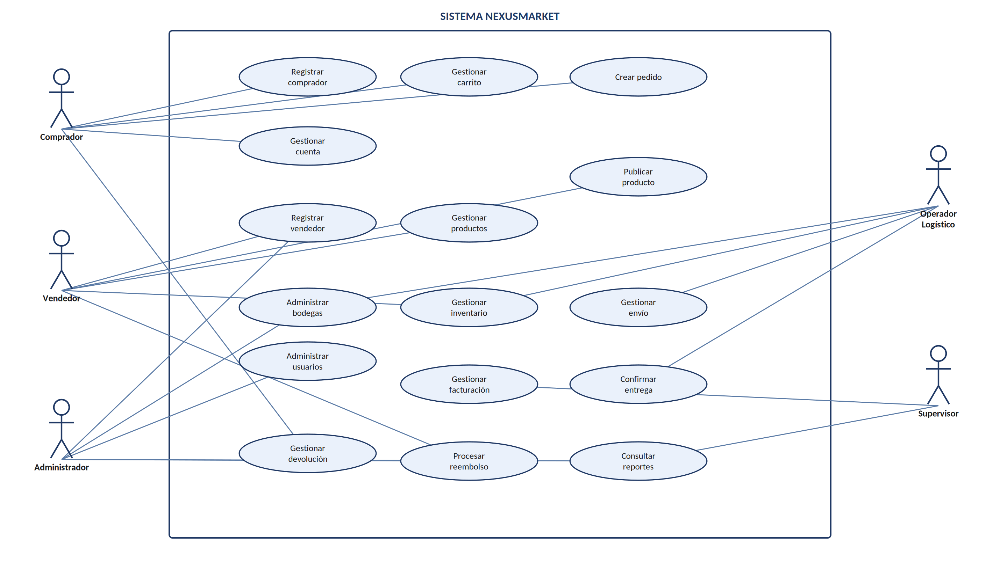 SISTEMA NEXUSMARKET
Registrar
comprador
Gestionar
carrito
Crear pedido
Comprador
Gestionar
cuenta
Publicar
producto
Registrar
vendedor
Gestionar
productos
Operador
Logístico
Vendedor
Administrar
bodegas
Gestionar
inventario
Gestionar
envío
Administrar
usuarios
Gestionar
facturación
Confirmar
entrega
Supervisor
Administrador
Gestionar
devolución
Procesar
reembolso
Consultar
reportes